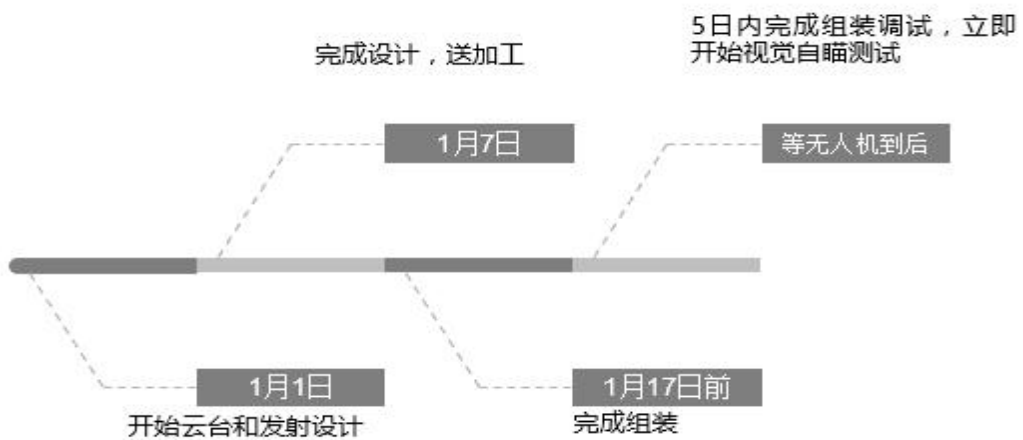 完成设计，送加工
5日内完成组装调试，立即
开始视觉自瞄测试
1月7日
等无人机到后
1月1日
开始云台和发射设计
1月17日前
完成组装